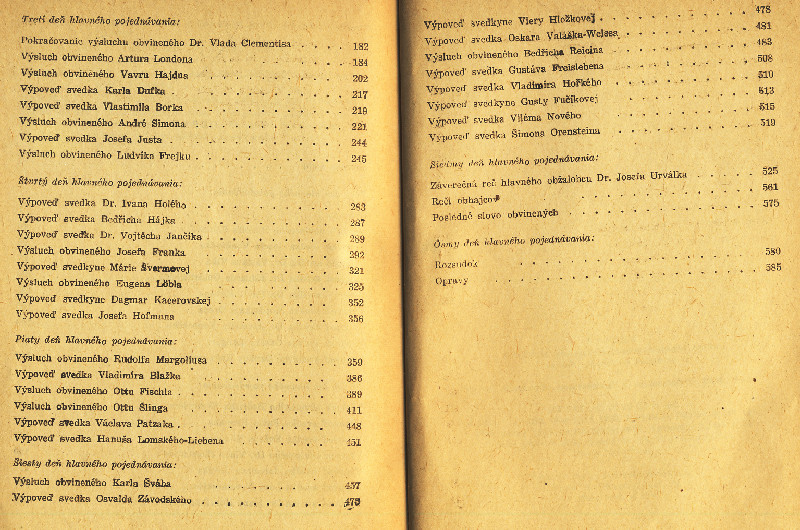 Tretí deň hlavného pojednávania:
Pokračovanie výsluchu obvineného Dr. Vlada Clementisa . . . 182
Výsluch obvineného Artura Londona . . . . . . . . . 184
Výsluch obvineného Vavru Hajdua . . . . . . . . . 202
Výpoveď svedka Karla Dufka . . . . . . . . . . . 217
Výpoveď svedka Vlastimila Borka . . . . . . . . . . 219
Výsluch obvineného André Simona . . . . . . . . . 221
Výpoveď svedka Josefa Justa . . . . . . . . . . 244
Výsluch obvineného Ludvika Frejku . . . . . . . . . 245
Štvrtý deň hlavného pojednávania:
Výpoveď svedka Dr. Ivana Holého . . . . . . . . . 283
Výpoveď svedka Bedřicha Hájka . . . . . . . . . 287
Výpoveď svedka Dr. Vojtěcha Jančíka . . . . . . . . 289
Výsluch obvineného Josefa Franka . . . . . . . . . 292
Výpoveď svedkyne Márie Švermovej . . . . . . . . 321
Výsluch obvineného Eugena Löbla . . . . . . . . . 325
Výpoveď svedkyne Dagmar Kacerovskej . . . . . . . 352
Výpoveď svedka Josefa Hofmana . . . . . . . . . 356
Piaty deň hlavného pojednávania:
Výsluch obvineného Rudolfa Margoliusa . . . . . . . . 359
Výpoveď svedka Vladimíra Blažka . . . . . . . . . 386
Výsluch obvineného Ottu Fischla . . . . . . . . . . 389
Výsluch obvineného Ottu Šlinga . . . . . . . . . . 411
Výpoveď svedka Václava Patzaka . . . . . . . . . . 448
Výpoveď svedka Hanuša Lomského-Liebena . . . . . . . 451
Šiesty deň hlavného pojednávania:
Výsluch obvineného Karla Švába . . . . . . . . 457
Výpoveď svedka Osvalda Závodského . . . . . . . . 475
Výpoveď svedkyne Viery Hložkovej . . . . . . . . 478
Výpoveď svedka Oskara Valáška-Welesa . . . . . . . 481
Výsluch obvineného Bedřicha Reicina . . . . . . . . 483
Výpoveď svedka Gustáva Freislebena . . . . . . . . 508
Výpoveď svedka Vladimíra Hořkého . . . . . . . . 510
Výpoveď svedkyne Gusty Fučíkovej . . . . . . . . 513
Výpoveď svedka Viléma Nového . . . . . . . . . 515
Výpoveď svedka Šimona Orensteina . . . . . . . . 519
Siedmy deň hlavného pojednávania:
Záverečná reč hlavného obžalobcu Dr. Josefa Urválka . . . . 525
Reči obhajcov . . . . . . . . . . . . . . 561
Posledné slovo obvinených . . . . . . . . . . . 575
Ôsmy deň hlavného pojednávania:
Rozsudok . . . . . . . . . . . . . . 580
Opravy . . . . . . . . . . . . . . . 585